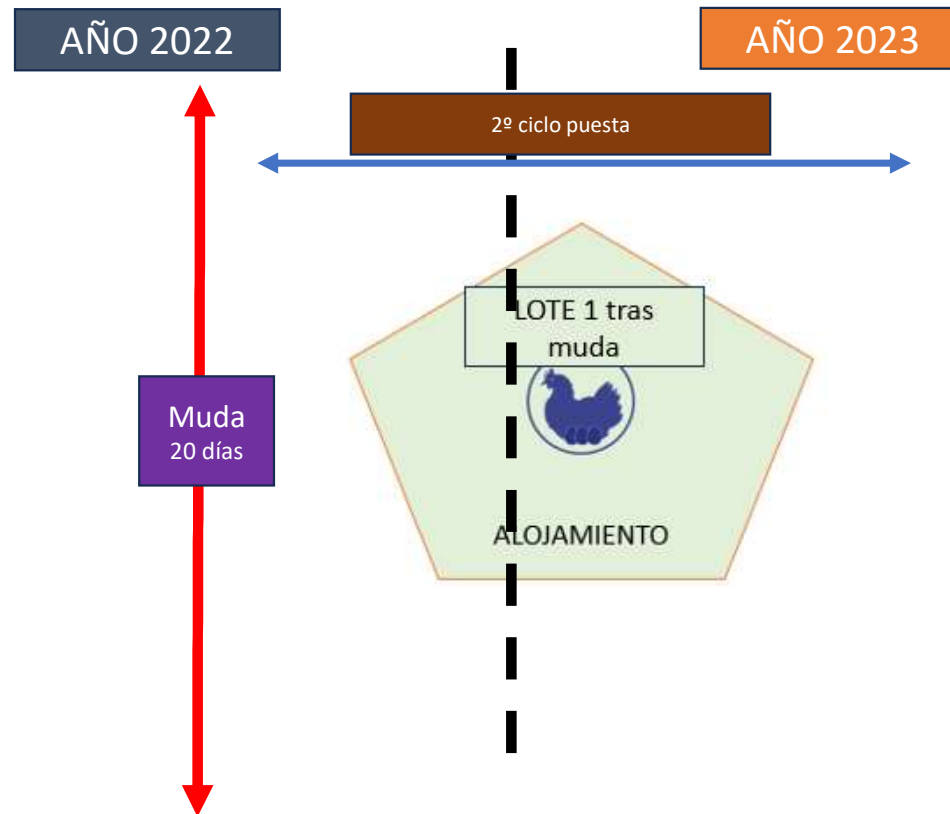 AÑO 2022
AÑO 2023
2º ciclo puesta
LOTE 1 tras
muda
Muda
20 días
ALOJAMIENTO